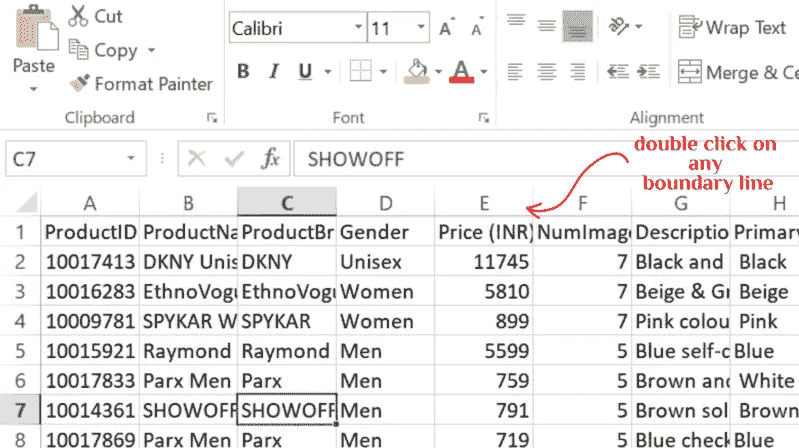 Cut
Copy
Paste
Format Painter
Clipboard
Calibri
11
A A
B I U
A
Font
Wrap Text
Merge & Ce
Alignment
C7
fx
SHOWOFF
double click on
any
boundary line
A B C D E F G H
1 ProductID ProductNa ProductBr Gender Price (INR) NumImage Descriptio Primary
2 10017413 DKNY Unis DKNY Unisex 11745 7 Black and Black
3 10016283 EthnoVogu EthnoVogu Women 5810 7 Beige & Gr Beige
4 10009781 SPYKAR W SPYKAR Women 899 7 Pink colou Pink
5 10015921 Raymond Raymond Men 5599 5 Blue self-d Blue
6 10017833 Parx Men Parx Men 759 5 Brown and White
7 10014361 SHOWOFF SHOWOFF Men 791 5 Brown sol Brown
8 10017869 Parx Men Parx Men 719 5 Blue check Blue